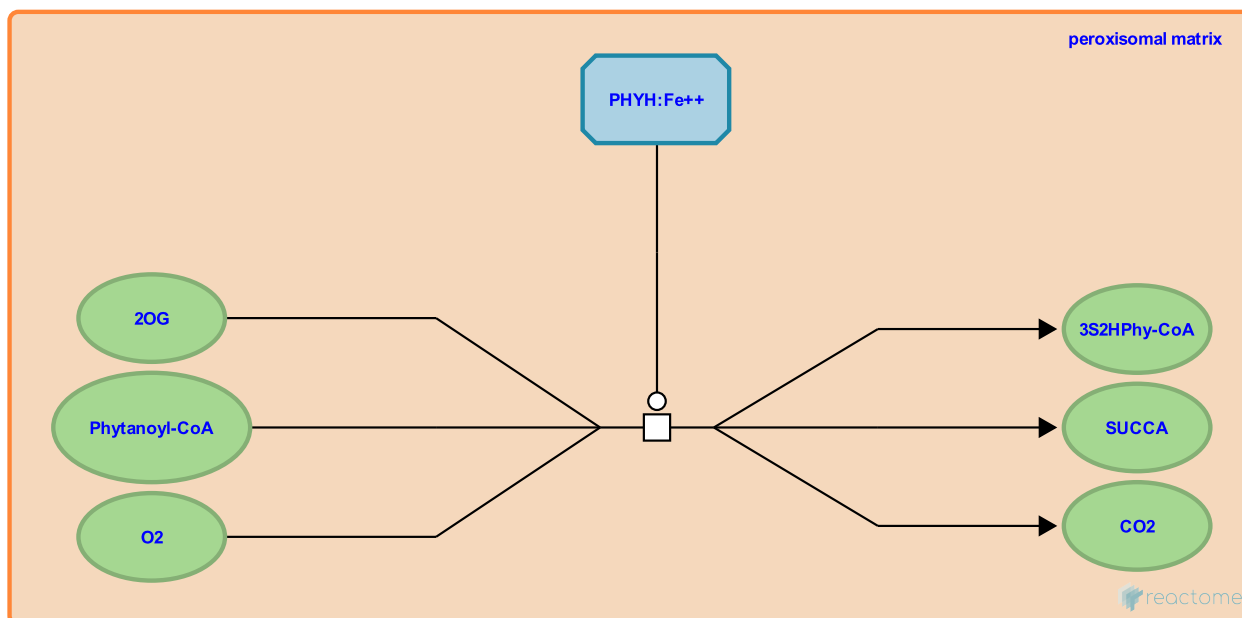 peroxisomal matrix
PHYH:Fe++
2OG
Phytanoyl-CoA
O2
3S2HPhy-CoA
SUCCA
CO2
reactome